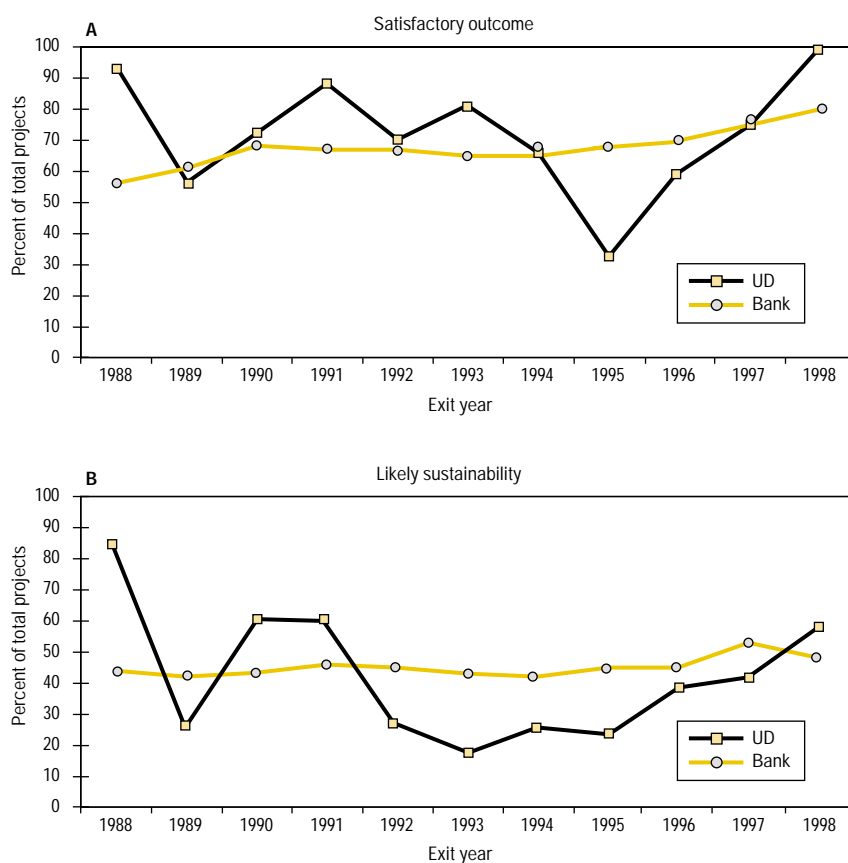 A Satisfactory outcome
100
90
80
70
60
50
40
30
20
10
0
Percent of total projects
UD
Bank
1988 1989 1990 1991 1992 1993 1994 1995 1996 1997 1998
Exit year
B Likely sustainability
100
90
80
70
60
50
40
30
20
10
0
Percent of total projects
UD
Bank
1988 1989 1990 1991 1992 1993 1994 1995 1996 1997 1998
Exit year